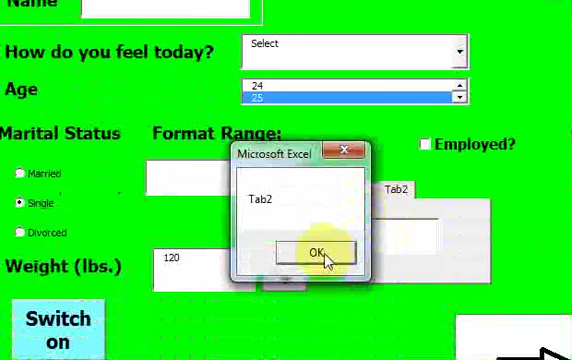 Name
How do you feel today?
Select
Age
24
25
Marital Status
Format Range:
Employed?
Married
Single
Divorced
Microsoft Excel
Tab2
OK
Tab2
Weight (lbs.)
120
Switch
on